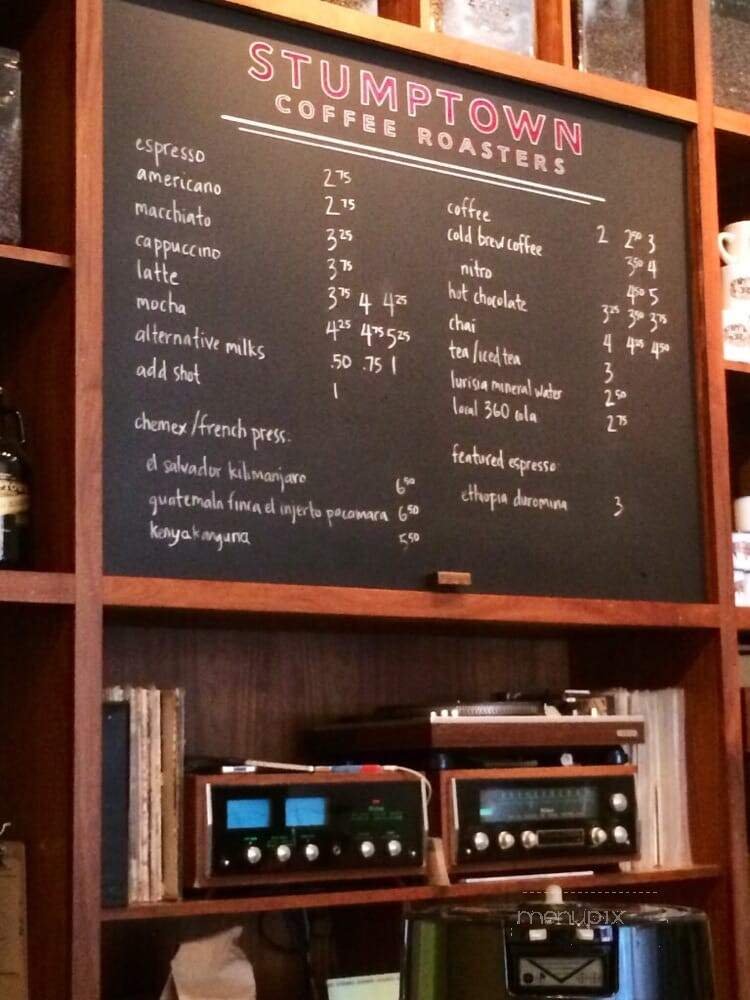 STUMPTOWN
COFFEE ROASTERS
espresso 2.75
americano 2.75
macchiato 3.25
cappuccino 3.75
latte 3.75 4 4.25
mocha 4.25 4.75 5.25
alternative milks .50 .75 1
add shot 1
chemex/french press:
el salvador kilimanjaro 6.50
guatemala finca el injerto pacamara 6.50
kenya kanguna 5.50
coffee 2 2.50 3
cold brew coffee 3.50 4
nitro 4.50 5
hot chocolate 3.25 3.50 3.75
chai 4 4.25 4.50
tea/iced tea 3
lurisia mineral water 2.50
local 360 cola 2.75
featured espresso
ethiopia duromina 3
menupix